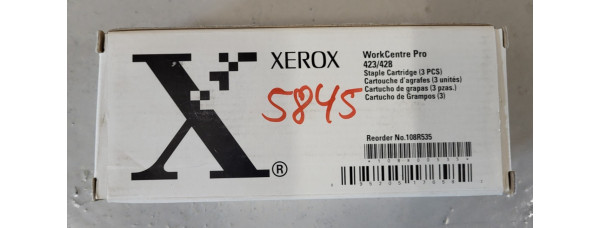 XEROX
WorkCentre Pro
423/428
Staple Cartridge (3 PCS)
Cartouche d'agrafes (3 unités)
Cartucho de grapas (3 pzas.)
Cartucho de Grampos (3)
5845
Reorder No.108R535
X®